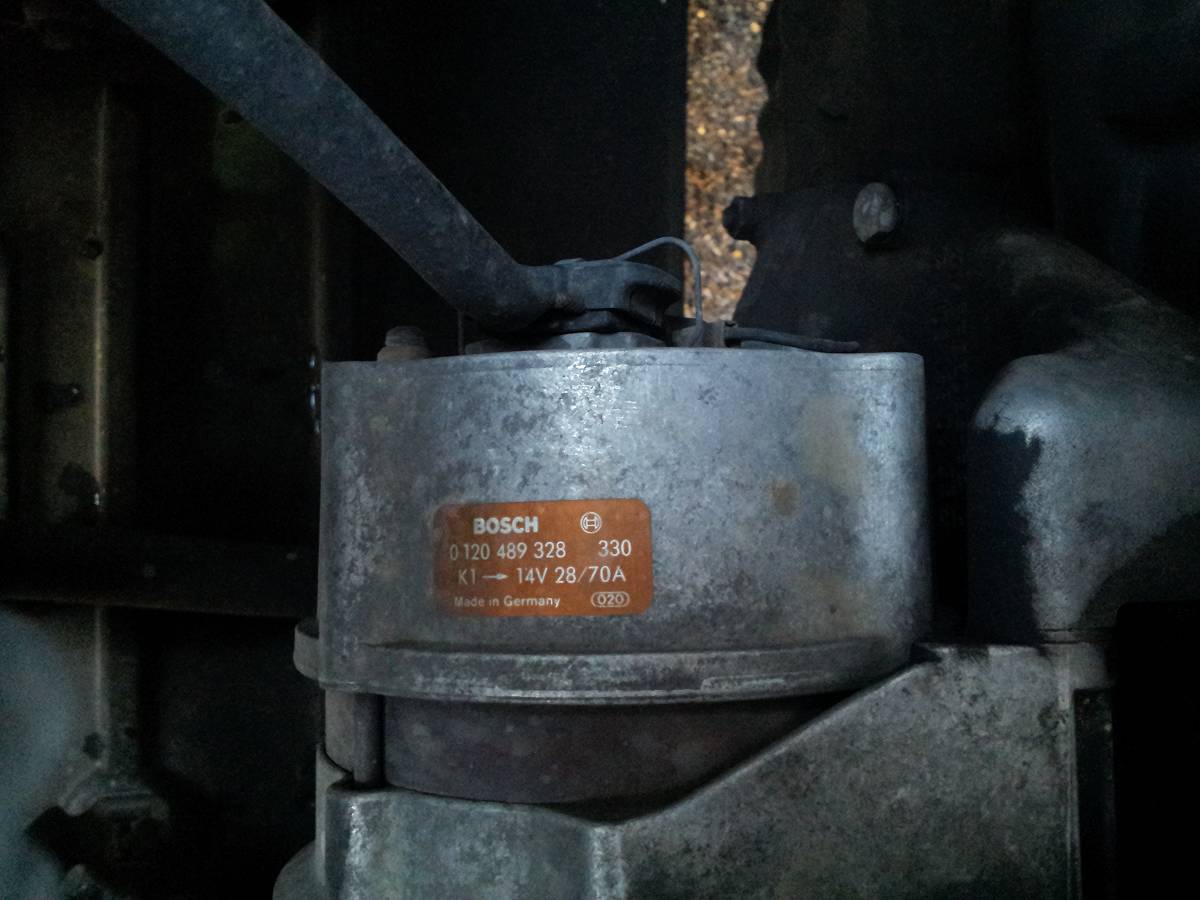 BOSCH
0 120 489 328 330
K1 → 14V 28/70A
Made in Germany 020